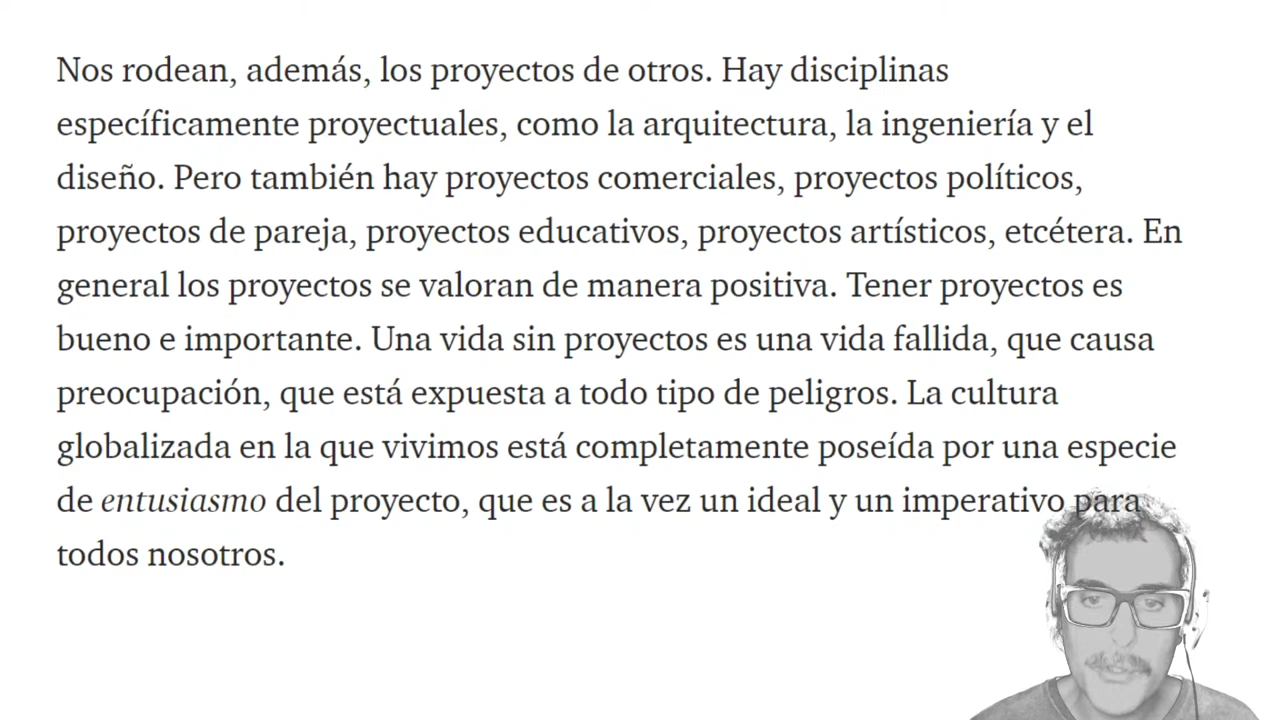 Nos rodean, además, los proyectos de otros. Hay disciplinas
específicamente proyectuales, como la arquitectura, la ingeniería y el
diseño. Pero también hay proyectos comerciales, proyectos políticos,
proyectos de pareja, proyectos educativos, proyectos artísticos, etcétera. En
general los proyectos se valoran de manera positiva. Tener proyectos es
bueno e importante. Una vida sin proyectos es una vida fallida, que causa
preocupación, que está expuesta a todo tipo de peligros. La cultura
globalizada en la que vivimos está completamente poseída por una especie
de entusiasmo del proyecto, que es a la vez un ideal y un imperativo para
todos nosotros.